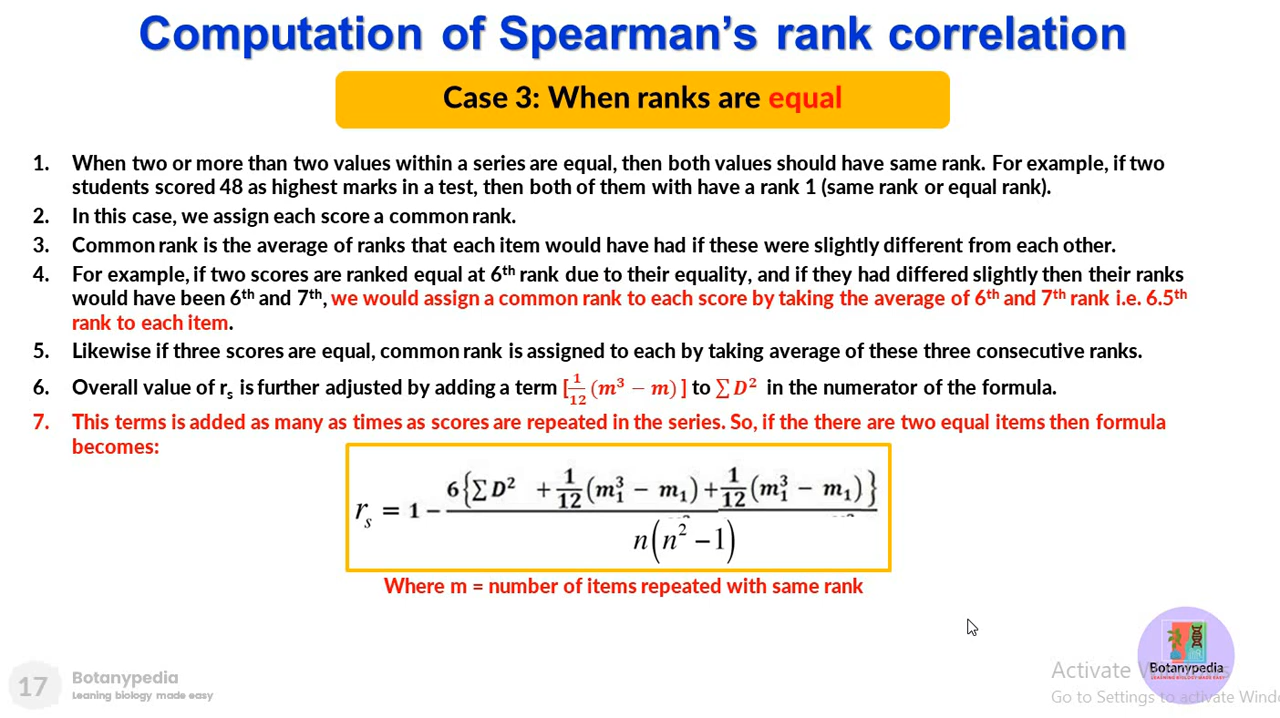 Computation of Spearman's rank correlation
Case 3: When ranks are equal
1. When two or more than two values within a series are equal, then both values should have same rank. For example, if two
students scored 48 as highest marks in a test, then both of them with have a rank 1 (same rank or equal rank).
2. In this case, we assign each score a common rank.
3. Common rank is the average of ranks that each item would have had if these were slightly different from each other.
4. For example, if two scores are ranked equal at 6th rank due to their equality, and if they had differed slightly then their ranks
would have been 6th and 7th, we would assign a common rank to each score by taking the average of 6th and 7th rank i.e. 6.5th
rank to each item.
5. Likewise if three scores are equal, common rank is assigned to each by taking average of these three consecutive ranks.
6. Overall value of rₛ is further adjusted by adding a term [1/12 (m³ − m) ] to ∑D² in the numerator of the formula.
7. This terms is added as many as times as scores are repeated in the series. So, if the there are two equal items then formula
becomes:
rₛ = 1 − 6{∑D² + 1/12 (m₁³ − m₁) + 1/12 (m₁³ − m₁)} / n(n² − 1)
Where m = number of items repeated with same rank
17
Botanypedia
Leaning biology made easy
Botanypedia
LEARNING BIOLOGY MADE EASY
Activate
Go to Settings to activate Wind